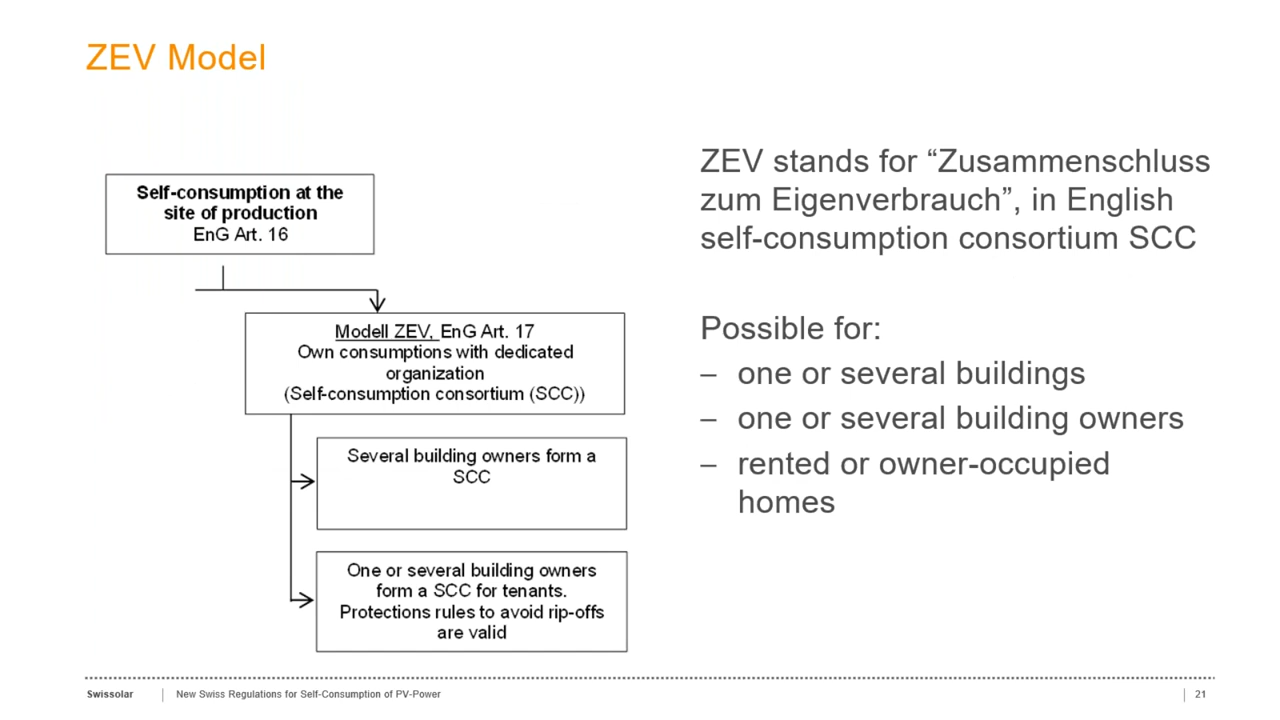 ZEV Model
Self-consumption at the
site of production
EnG Art. 16
Modell ZEV, EnG Art. 17
Own consumptions with dedicated
organization
(Self-consumption consortium (SCC))
Several building owners form a
SCC
One or several building owners
form a SCC for tenants.
Protections rules to avoid rip-offs
are valid
ZEV stands for “Zusammenschluss
zum Eigenverbrauch”, in English
self-consumption consortium SCC
Possible for:
– one or several buildings
– one or several building owners
– rented or owner-occupied
homes
Swissolar | New Swiss Regulations for Self-Consumption of PV-Power | 21